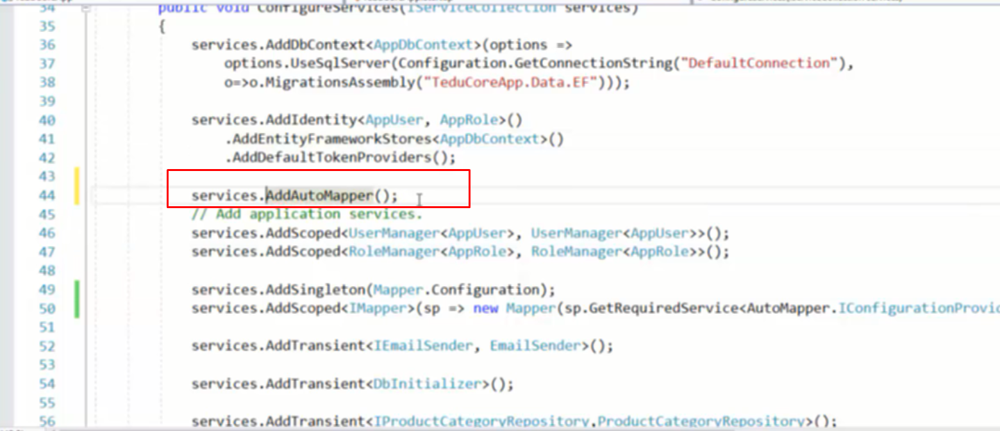 34 public void ConfigureServices(IServiceCollection services)
35 {
36 services.AddDbContext<AppDbContext>(options =>
37 options.UseSqlServer(Configuration.GetConnectionString("DefaultConnection"),
38 o=>o.MigrationsAssembly("TeduCoreApp.Data.EF")));
39
40 services.AddIdentity<AppUser, AppRole>()
41 .AddEntityFrameworkStores<AppDbContext>()
42 .AddDefaultTokenProviders();
43
44 services.AddAutoMapper();
45 // Add application services.
46 services.AddScoped<UserManager<AppUser>, UserManager<AppUser>>();
47 services.AddScoped<RoleManager<AppRole>, RoleManager<AppRole>>();
48
49 services.AddSingleton(Mapper.Configuration);
50 services.AddScoped<IMapper>(sp => new Mapper(sp.GetRequiredService<AutoMapper.IConfigurationProvid
51
52 services.AddTransient<IEmailSender, EmailSender>();
53
54 services.AddTransient<DbInitializer>();
55
56 services.AddTransient<IProductCategoryRepository,ProductCategoryRepository>();